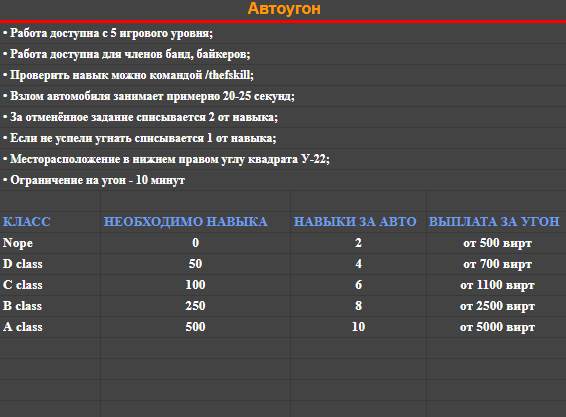 Автоугон
• Работа доступна с 5 игрового уровня;
• Работа доступна для членов банд, байкеров;
• Проверить навык можно командой /thefskill;
• Взлом автомобиля занимает примерно 20-25 секунд;
• За отменённое задание списывается 2 от навыка;
• Если не успели угнать списывается 1 от навыка;
• Месторасположение в нижнем правом углу квадрата У-22;
• Ограничение на угон - 10 минут
КЛАСС НЕОБХОДИМО НАВЫКА НАВЫКИ ЗА АВТО ВЫПЛАТА ЗА УГОН
Nope 0 2 от 500 вирт
D class 50 4 от 700 вирт
C class 100 6 от 1100 вирт
B class 250 8 от 2500 вирт
A class 500 10 от 5000 вирт